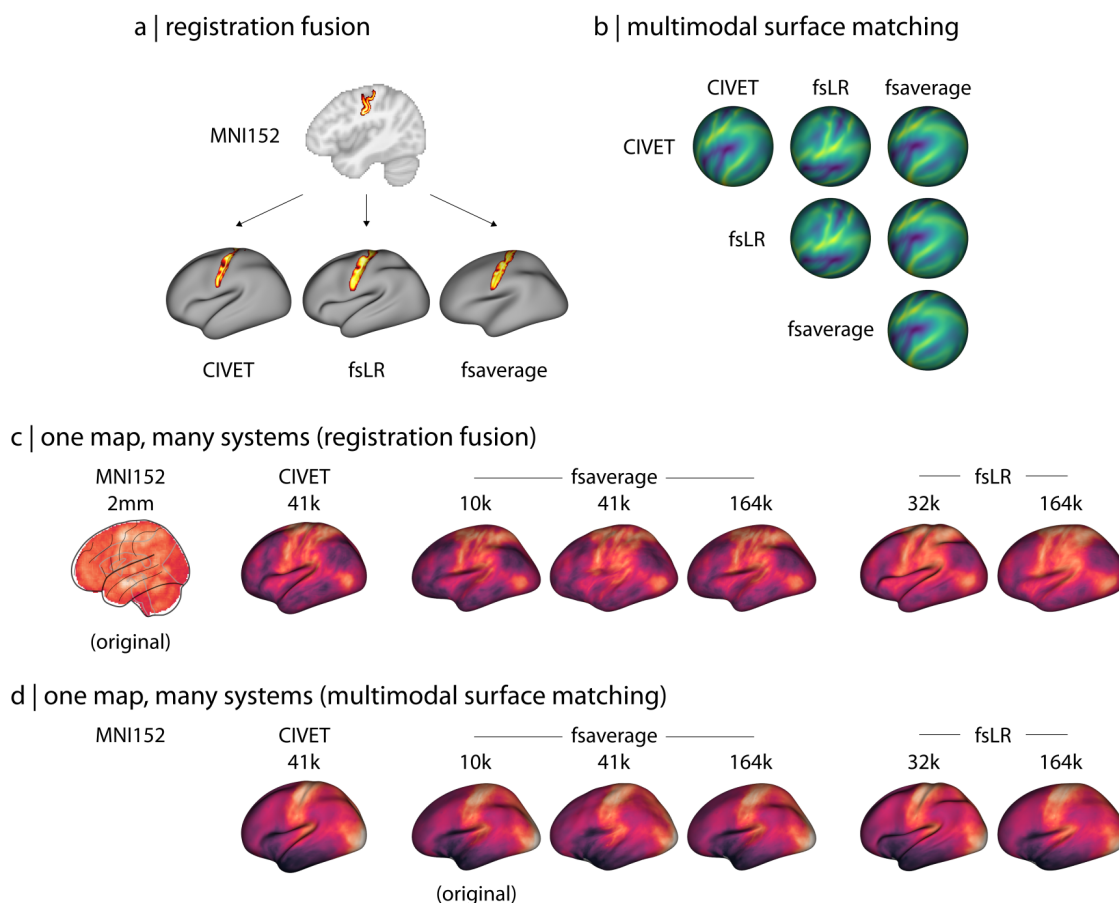 a | registration fusion
MNI152
CIVET fsLR fsaverage
b | multimodal surface matching
CIVET fsLR fsaverage
CIVET
fsLR
fsaverage
c | one map, many systems (registration fusion)
MNI152 CIVET fsaverage fsLR
2mm 41k 10k 41k 164k 32k 164k
(original)
d | one map, many systems (multimodal surface matching)
MNI152 CIVET fsaverage fsLR
41k 10k 41k 164k 32k 164k
(original)